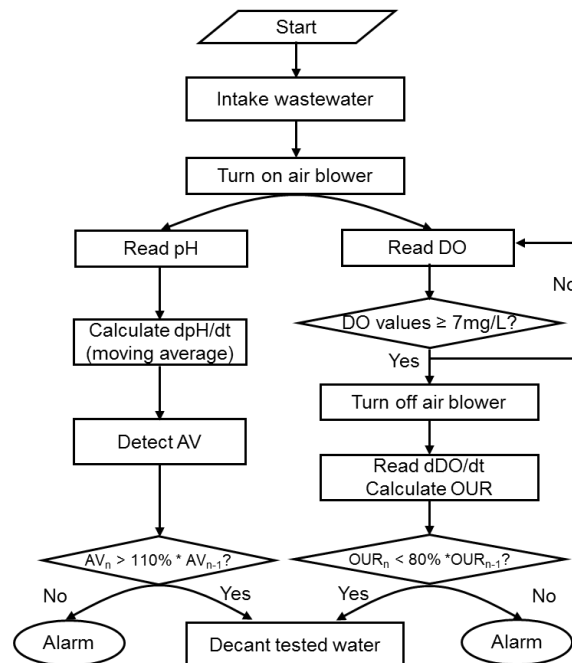 Start
Intake wastewater
Turn on air blower
Read pH
Read DO
No
Calculate dpH/dt
(moving average)
DO values ≥ 7mg/L?
Yes
Turn off air blower
Detect AV
Read dDO/dt
Calculate OUR
AVₙ > 110% * AVₙ₋₁?
OURₙ < 80% *OURₙ₋₁?
No
Yes
Yes
No
Alarm
Decant tested water
Alarm